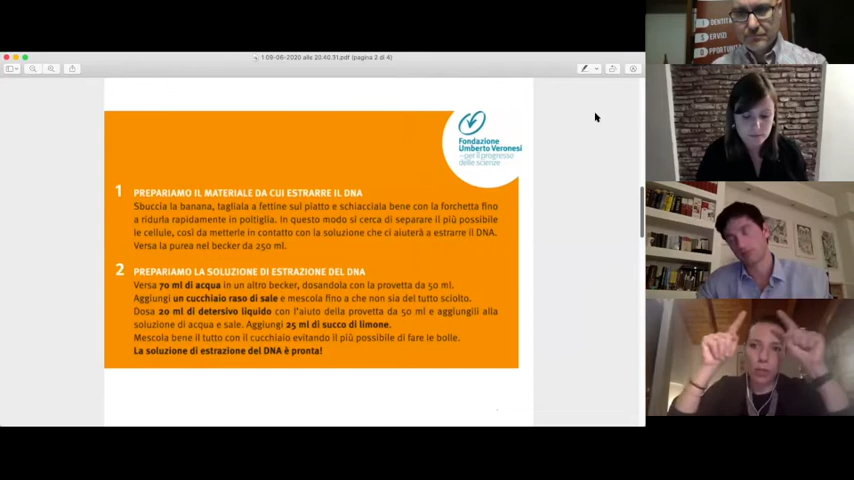 1 09-06-2020 alle 20.40.31.pdf (pagina 2 di 4)
IDENTITÀ
SERVIZI
OPPORTUNITÀ
Fondazione
Umberto Veronesi
–per il progresso
delle scienze
1 PREPARIAMO IL MATERIALE DA CUI ESTRARRE IL DNA
Sbuccia la banana, tagliala a fettine sul piatto e schiacciala bene con la forchetta fino
a ridurla rapidamente in poltiglia. In questo modo si cerca di separare il più possibile
le cellule, così da metterle in contatto con la soluzione che ci aiuterà a estrarre il DNA.
Versa la purea nel becker da 250 ml.
2 PREPARIAMO LA SOLUZIONE DI ESTRAZIONE DEL DNA
Versa 70 ml di acqua in un altro becker, dosandola con la provetta da 50 ml.
Aggiungi un cucchiaio raso di sale e mescola fino a che non sia del tutto sciolto.
Dosa 20 ml di detersivo liquido con l'aiuto della provetta da 50 ml e aggiungili alla
soluzione di acqua e sale. Aggiungi 25 ml di succo di limone.
Mescola bene il tutto con il cucchiaio evitando il più possibile di fare le bolle.
La soluzione di estrazione del DNA è pronta!